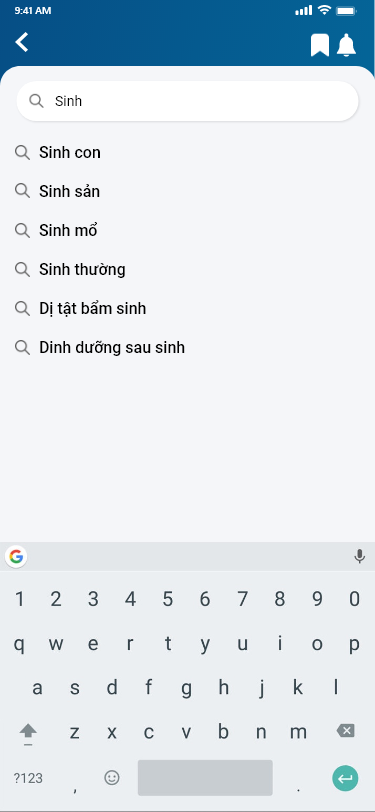 9:41 AM
Sinh
Sinh con
Sinh sản
Sinh mổ
Sinh thường
Dị tật bẩm sinh
Dinh dưỡng sau sinh
1 2 3 4 5 6 7 8 9 0
q w e r t y u i o p
a s d f g h j k l
z x c v b n m
?123 , .